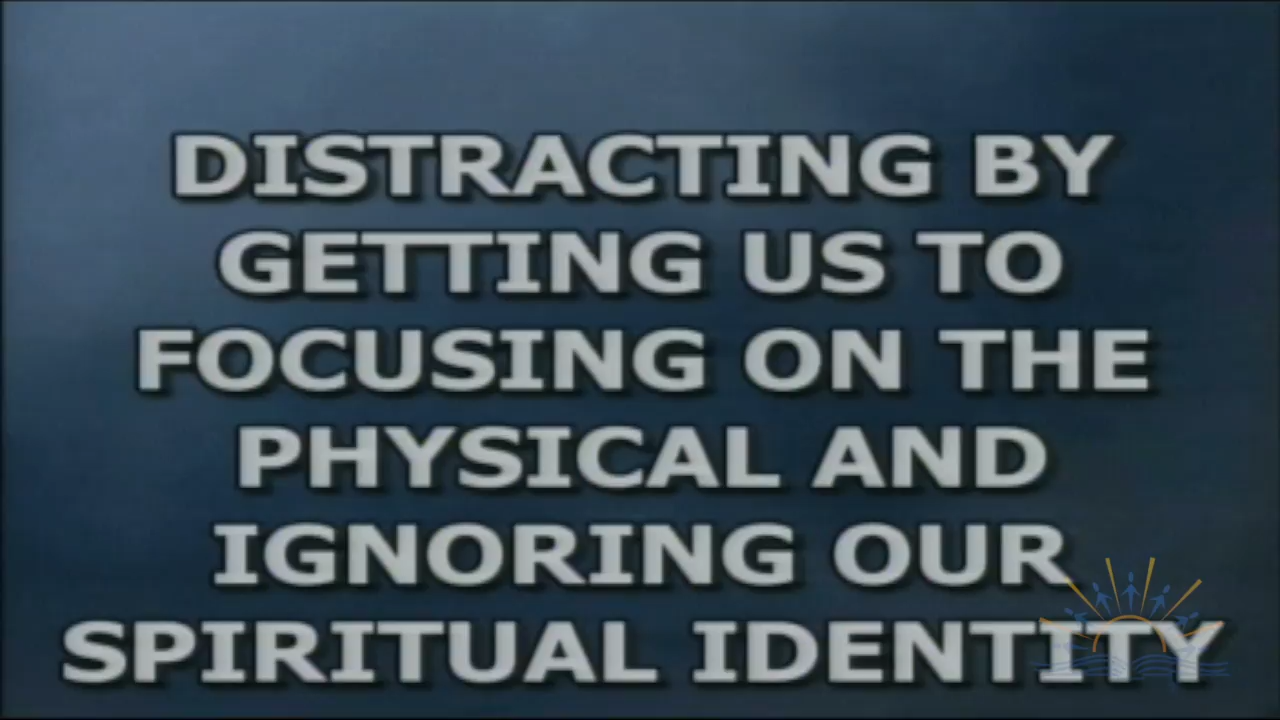 DISTRACTING BY
GETTING US TO
FOCUSING ON THE
PHYSICAL AND
IGNORING OUR
SPIRITUAL IDENTITY